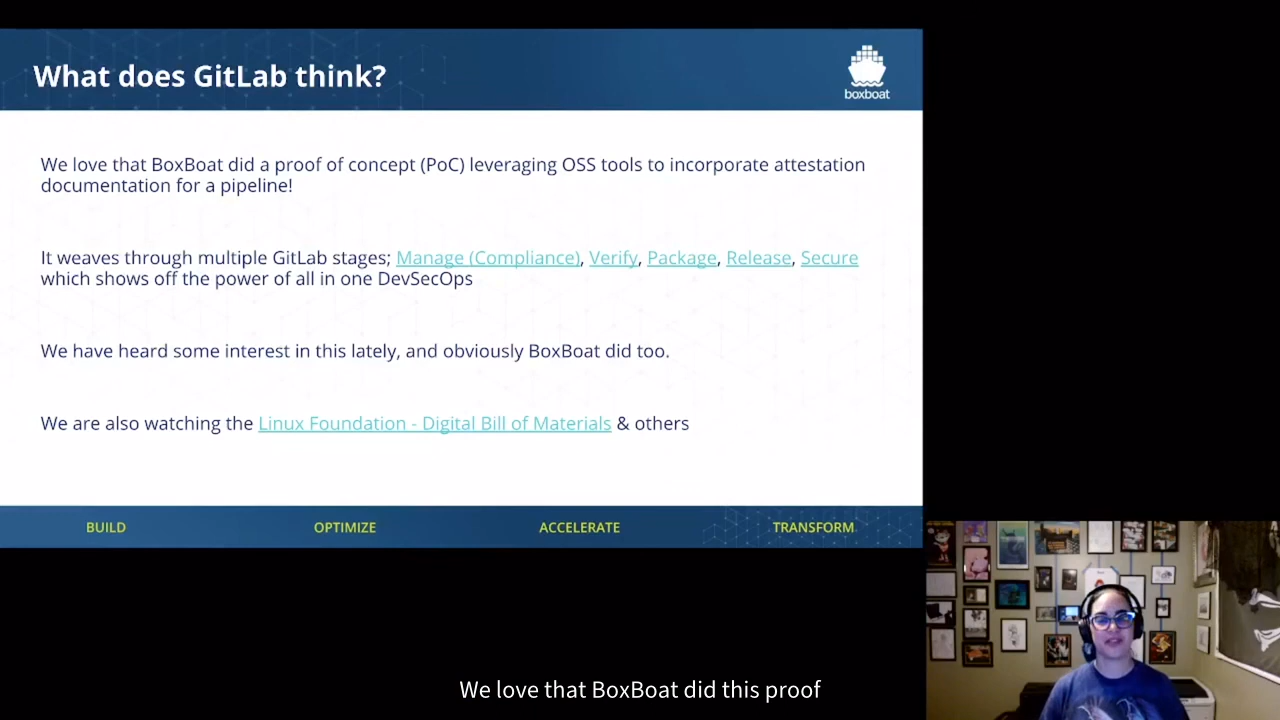 What does GitLab think?
boxboat
We love that BoxBoat did a proof of concept (PoC) leveraging OSS tools to incorporate attestation
documentation for a pipeline!
It weaves through multiple GitLab stages; Manage (Compliance), Verify, Package, Release, Secure
which shows off the power of all in one DevSecOps
We have heard some interest in this lately, and obviously BoxBoat did too.
We are also watching the Linux Foundation - Digital Bill of Materials & others
BUILD OPTIMIZE ACCELERATE TRANSFORM
We love that BoxBoat did this proof